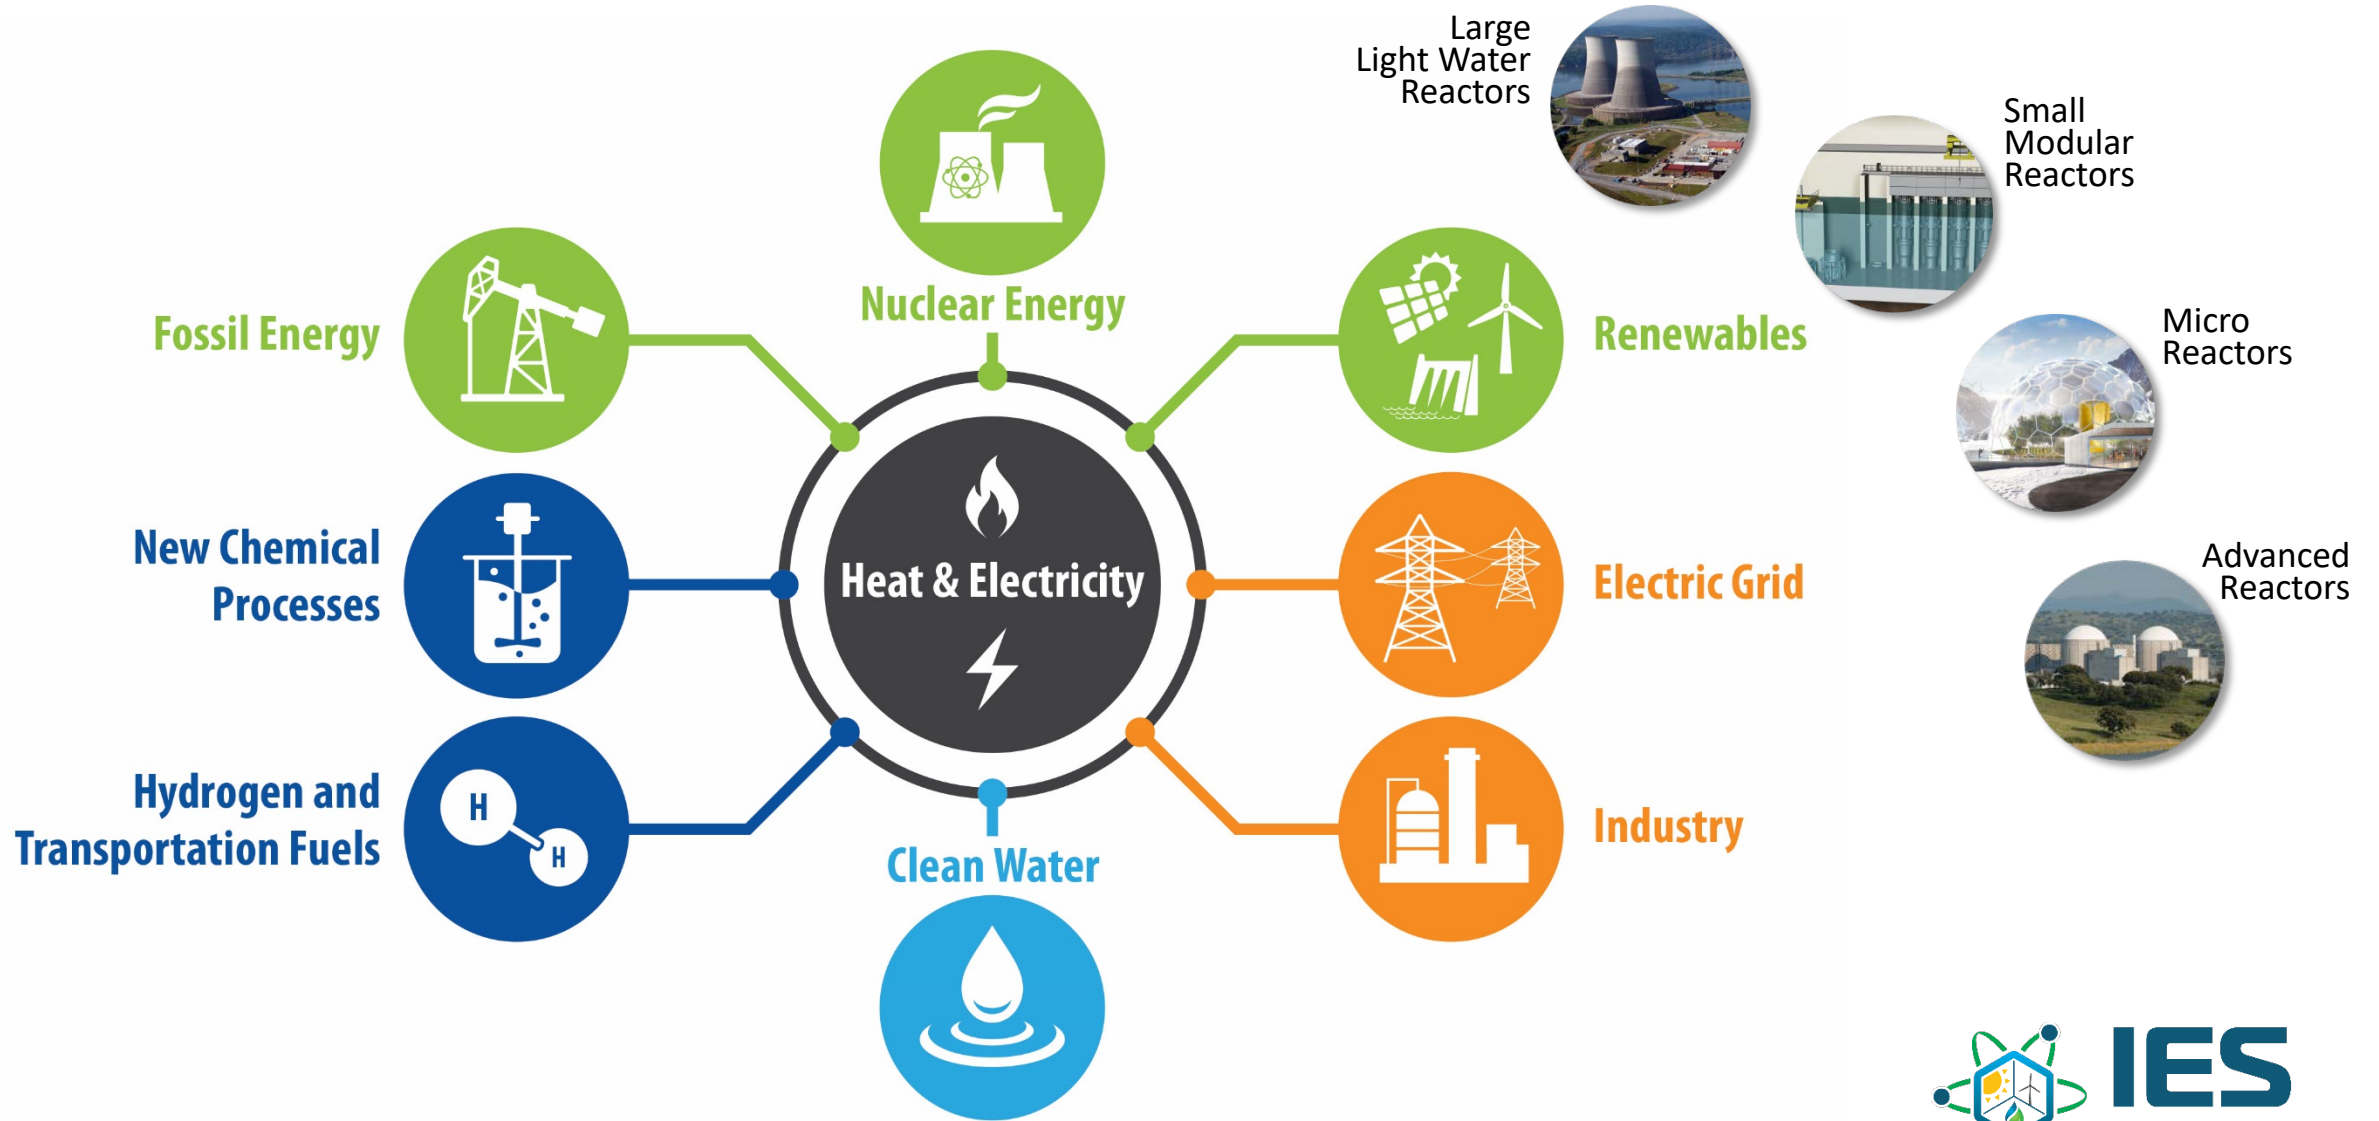 Large
Light Water
Reactors
Small
Modular
Reactors
Nuclear Energy
Fossil Energy
Renewables
Micro
Reactors
New Chemical
Processes
Heat & Electricity
Electric Grid
Advanced
Reactors
Hydrogen and
Transportation Fuels
H
H
Industry
Clean Water
IES